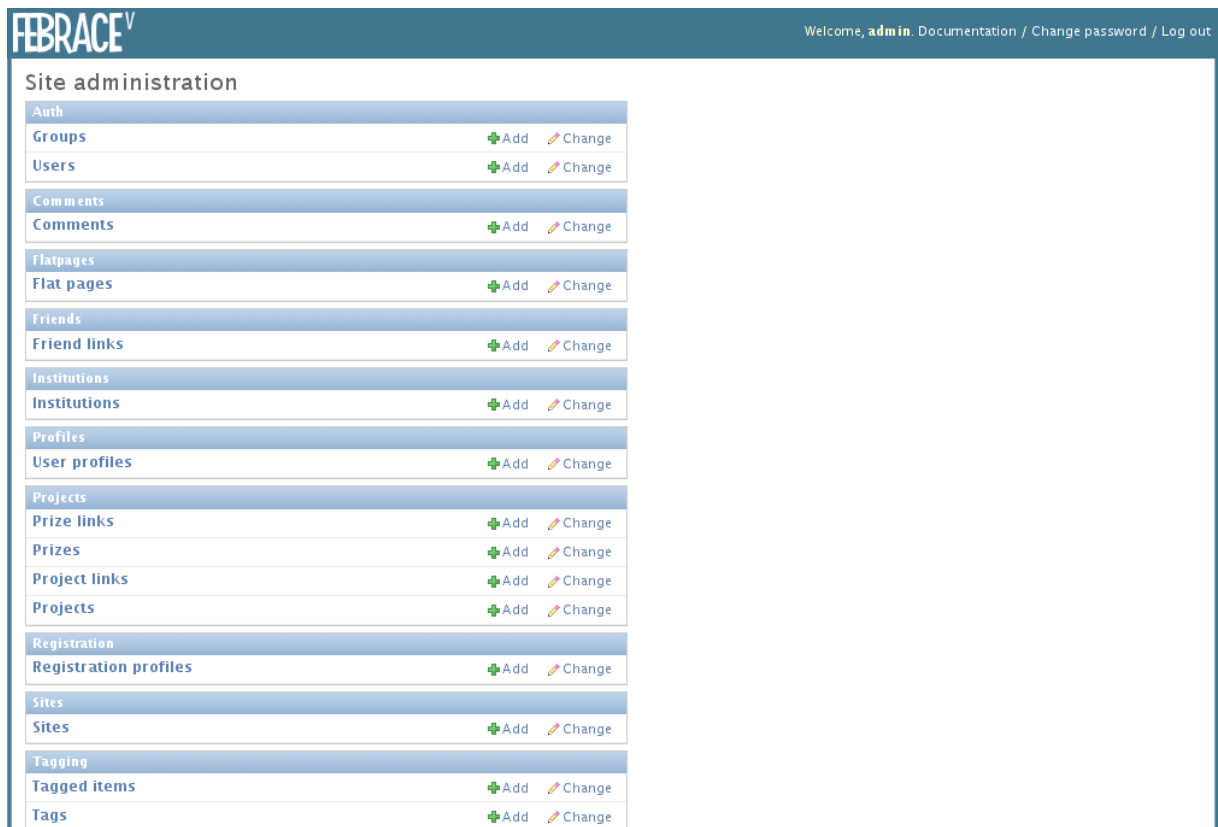 FEBRACE V
Welcome, admin. Documentation / Change password / Log out
Site administration
Auth
Groups Add Change
Users Add Change
Comments
Comments Add Change
Flatpages
Flat pages Add Change
Friends
Friend links Add Change
Institutions
Institutions Add Change
Profiles
User profiles Add Change
Projects
Prize links Add Change
Prizes Add Change
Project links Add Change
Projects Add Change
Registration
Registration profiles Add Change
Sites
Sites Add Change
Tagging
Tagged items Add Change
Tags Add Change